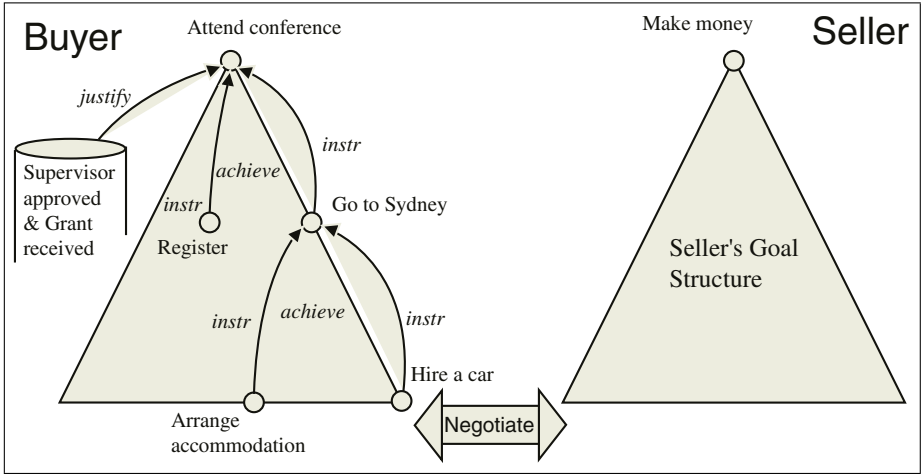 Buyer
Attend conference
justify
instr
achieve
Supervisor
approved
& Grant
received
instr
Register
Go to Sydney
instr
achieve
instr
Hire a car
Arrange
accommodation
Negotiate
Make money
Seller
Seller's Goal
Structure